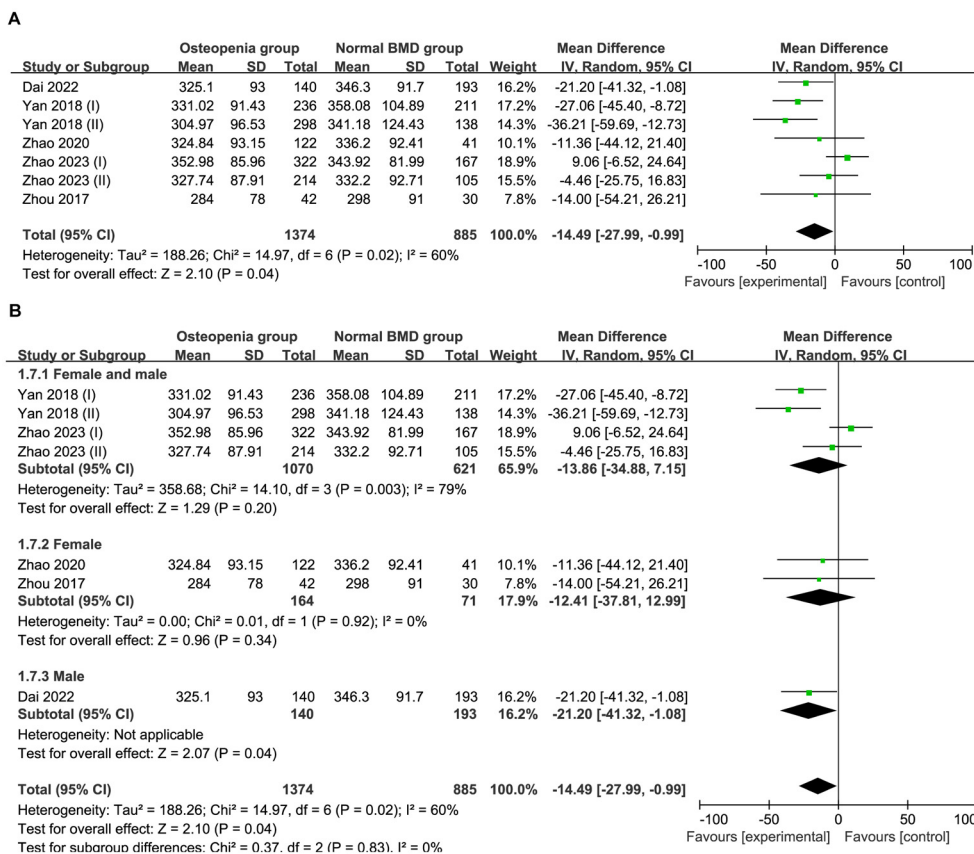 A
Osteopenia group Normal BMD group Mean Difference Mean Difference
Study or Subgroup Mean SD Total Mean SD Total Weight IV, Random, 95% CI IV, Random, 95% CI
Dai 2022 325.1 93 140 346.3 91.7 193 16.2% -21.20 [-41.32, -1.08]
Yan 2018 (I) 331.02 91.43 236 358.08 104.89 211 17.2% -27.06 [-45.40, -8.72]
Yan 2018 (II) 304.97 96.53 298 341.18 124.43 138 14.3% -36.21 [-59.69, -12.73]
Zhao 2020 324.84 93.15 122 336.2 92.41 41 10.1% -11.36 [-44.12, 21.40]
Zhao 2023 (I) 352.98 85.96 322 343.92 81.99 167 18.9% 9.06 [-6.52, 24.64]
Zhao 2023 (II) 327.74 87.91 214 332.2 92.71 105 15.5% -4.46 [-25.75, 16.83]
Zhou 2017 284 78 42 298 91 30 7.8% -14.00 [-54.21, 26.21]
Total (95% CI) 1374 885 100.0% -14.49 [-27.99, -0.99]
Heterogeneity: Tau² = 188.26; Chi² = 14.97, df = 6 (P = 0.02); I² = 60%
Test for overall effect: Z = 2.10 (P = 0.04)
-100 -50 0 50 100
Favours [experimental] Favours [control]
B
Osteopenia group Normal BMD group Mean Difference Mean Difference
Study or Subgroup Mean SD Total Mean SD Total Weight IV, Random, 95% CI IV, Random, 95% CI
1.7.1 Female and male
Yan 2018 (I) 331.02 91.43 236 358.08 104.89 211 17.2% -27.06 [-45.40, -8.72]
Yan 2018 (II) 304.97 96.53 298 341.18 124.43 138 14.3% -36.21 [-59.69, -12.73]
Zhao 2023 (I) 352.98 85.96 322 343.92 81.99 167 18.9% 9.06 [-6.52, 24.64]
Zhao 2023 (II) 327.74 87.91 214 332.2 92.71 105 15.5% -4.46 [-25.75, 16.83]
Subtotal (95% CI) 1070 621 65.9% -13.86 [-34.88, 7.15]
Heterogeneity: Tau² = 358.68; Chi² = 14.10, df = 3 (P = 0.003); I² = 79%
Test for overall effect: Z = 1.29 (P = 0.20)
1.7.2 Female
Zhao 2020 324.84 93.15 122 336.2 92.41 41 10.1% -11.36 [-44.12, 21.40]
Zhou 2017 284 78 42 298 91 30 7.8% -14.00 [-54.21, 26.21]
Subtotal (95% CI) 164 71 17.9% -12.41 [-37.81, 12.99]
Heterogeneity: Tau² = 0.00; Chi² = 0.01, df = 1 (P = 0.92); I² = 0%
Test for overall effect: Z = 0.96 (P = 0.34)
1.7.3 Male
Dai 2022 325.1 93 140 346.3 91.7 193 16.2% -21.20 [-41.32, -1.08]
Subtotal (95% CI) 140 193 16.2% -21.20 [-41.32, -1.08]
Heterogeneity: Not applicable
Test for overall effect: Z = 2.07 (P = 0.04)
Total (95% CI) 1374 885 100.0% -14.49 [-27.99, -0.99]
Heterogeneity: Tau² = 188.26; Chi² = 14.97, df = 6 (P = 0.02); I² = 60%
Test for overall effect: Z = 2.10 (P = 0.04)
Test for subgroup differences: Chi² = 0.37, df = 2 (P = 0.83), I² = 0%
-100 -50 0 50 100
Favours [experimental] Favours [control]